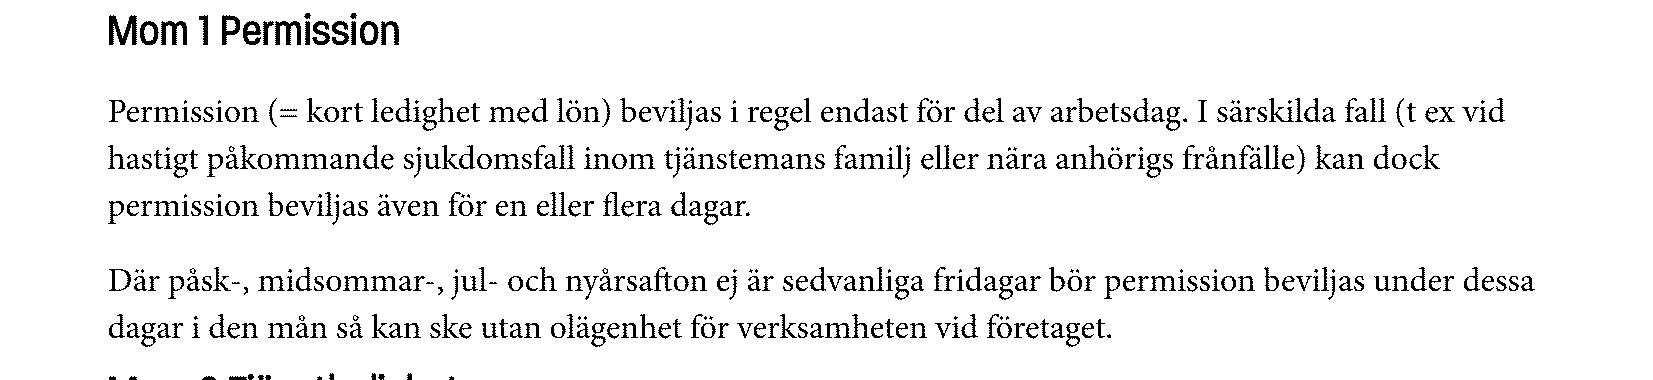 Mom 1 Permission
Permission (= kort ledighet med lön) beviljas i regel endast för del av arbetsdag. I särskilda fall (t ex vid
hastigt påkommande sjukdomsfall inom tjänstemans familj eller nära anhörigs frånfälle) kan dock
permission beviljas även för en eller flera dagar.
Där påsk-, midsommar-, jul- och nyårsafton ej är sedvanliga fridagar bör permission beviljas under dessa
dagar i den mån så kan ske utan olägenhet för verksamheten vid företaget.